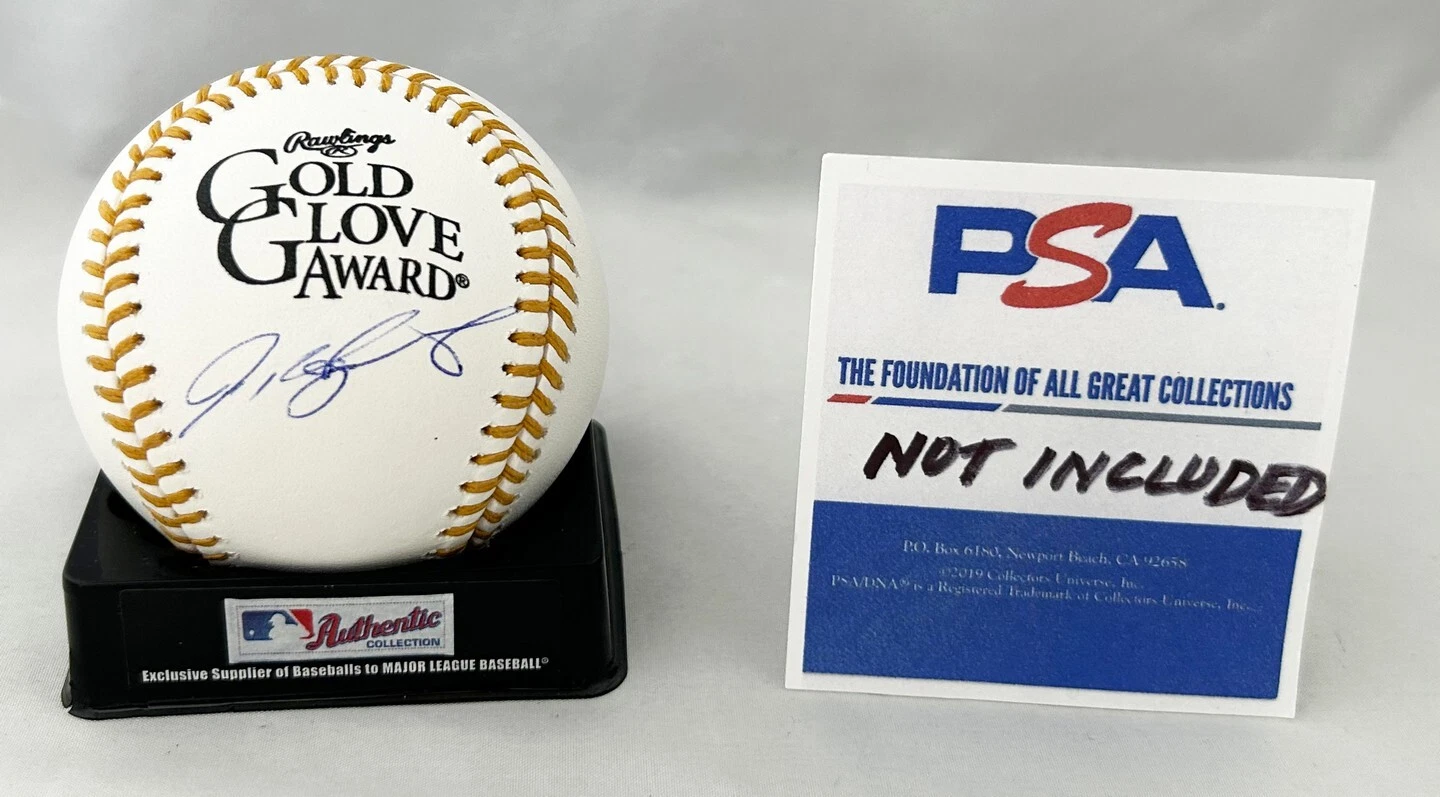 Rawlings
GOLD
GLOVE
AWARD®
Authentic
COLLECTION
Exclusive Supplier of Baseballs to MAJOR LEAGUE BASEBALL®
PSA.
THE FOUNDATION OF ALL GREAT COLLECTIONS
NOT INCLUDED
P.O. Box 6180, Newport Beach, CA 92658
©2019 Collectors Universe, Inc.
PSA/DNA® is a Registered Trademark of Collectors Universe, Inc.